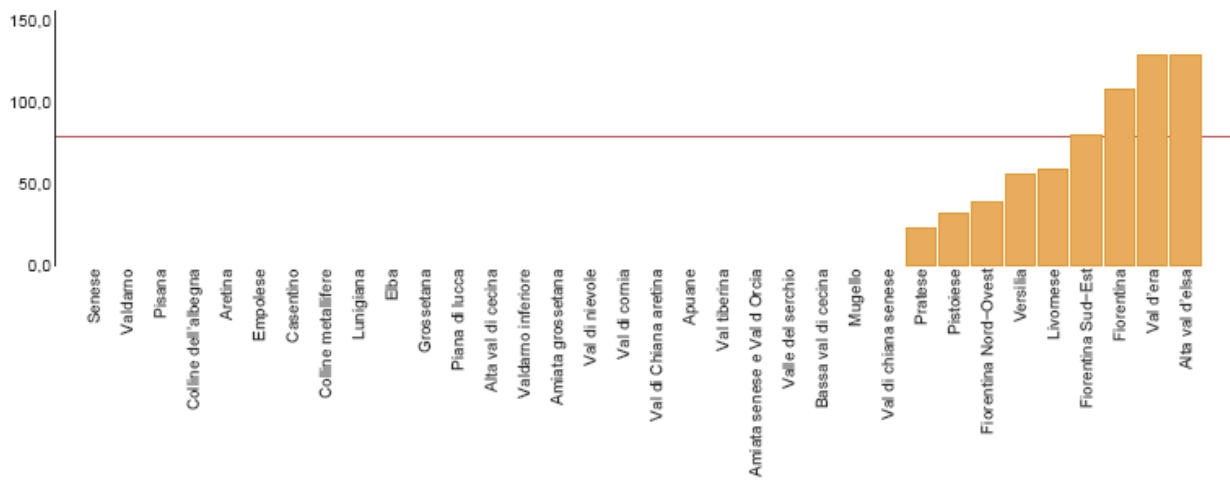 150,0
100,0
50,0
0,0
Senese
Valdarno
Pisana
Colline dell'albegna
Aretina
Empolese
Casentino
Colline metallifere
Lunigiana
Elba
Grossetana
Piana di lucca
Alta val di cecina
Valdarno inferiore
Amiata grossetana
Val di nievole
Val di cornia
Val di Chiana aretina
Apuane
Val tiberina
Amiata senese e Val d Orcia
Valle del serchio
Bassa val di cecina
Mugello
Val di chiana senese
Pratese
Pistoiese
Fiorentina Nord-Ovest
Versilia
Livornese
Fiorentina Sud-Est
Fiorentina
Val d'era
Alta val d'elsa